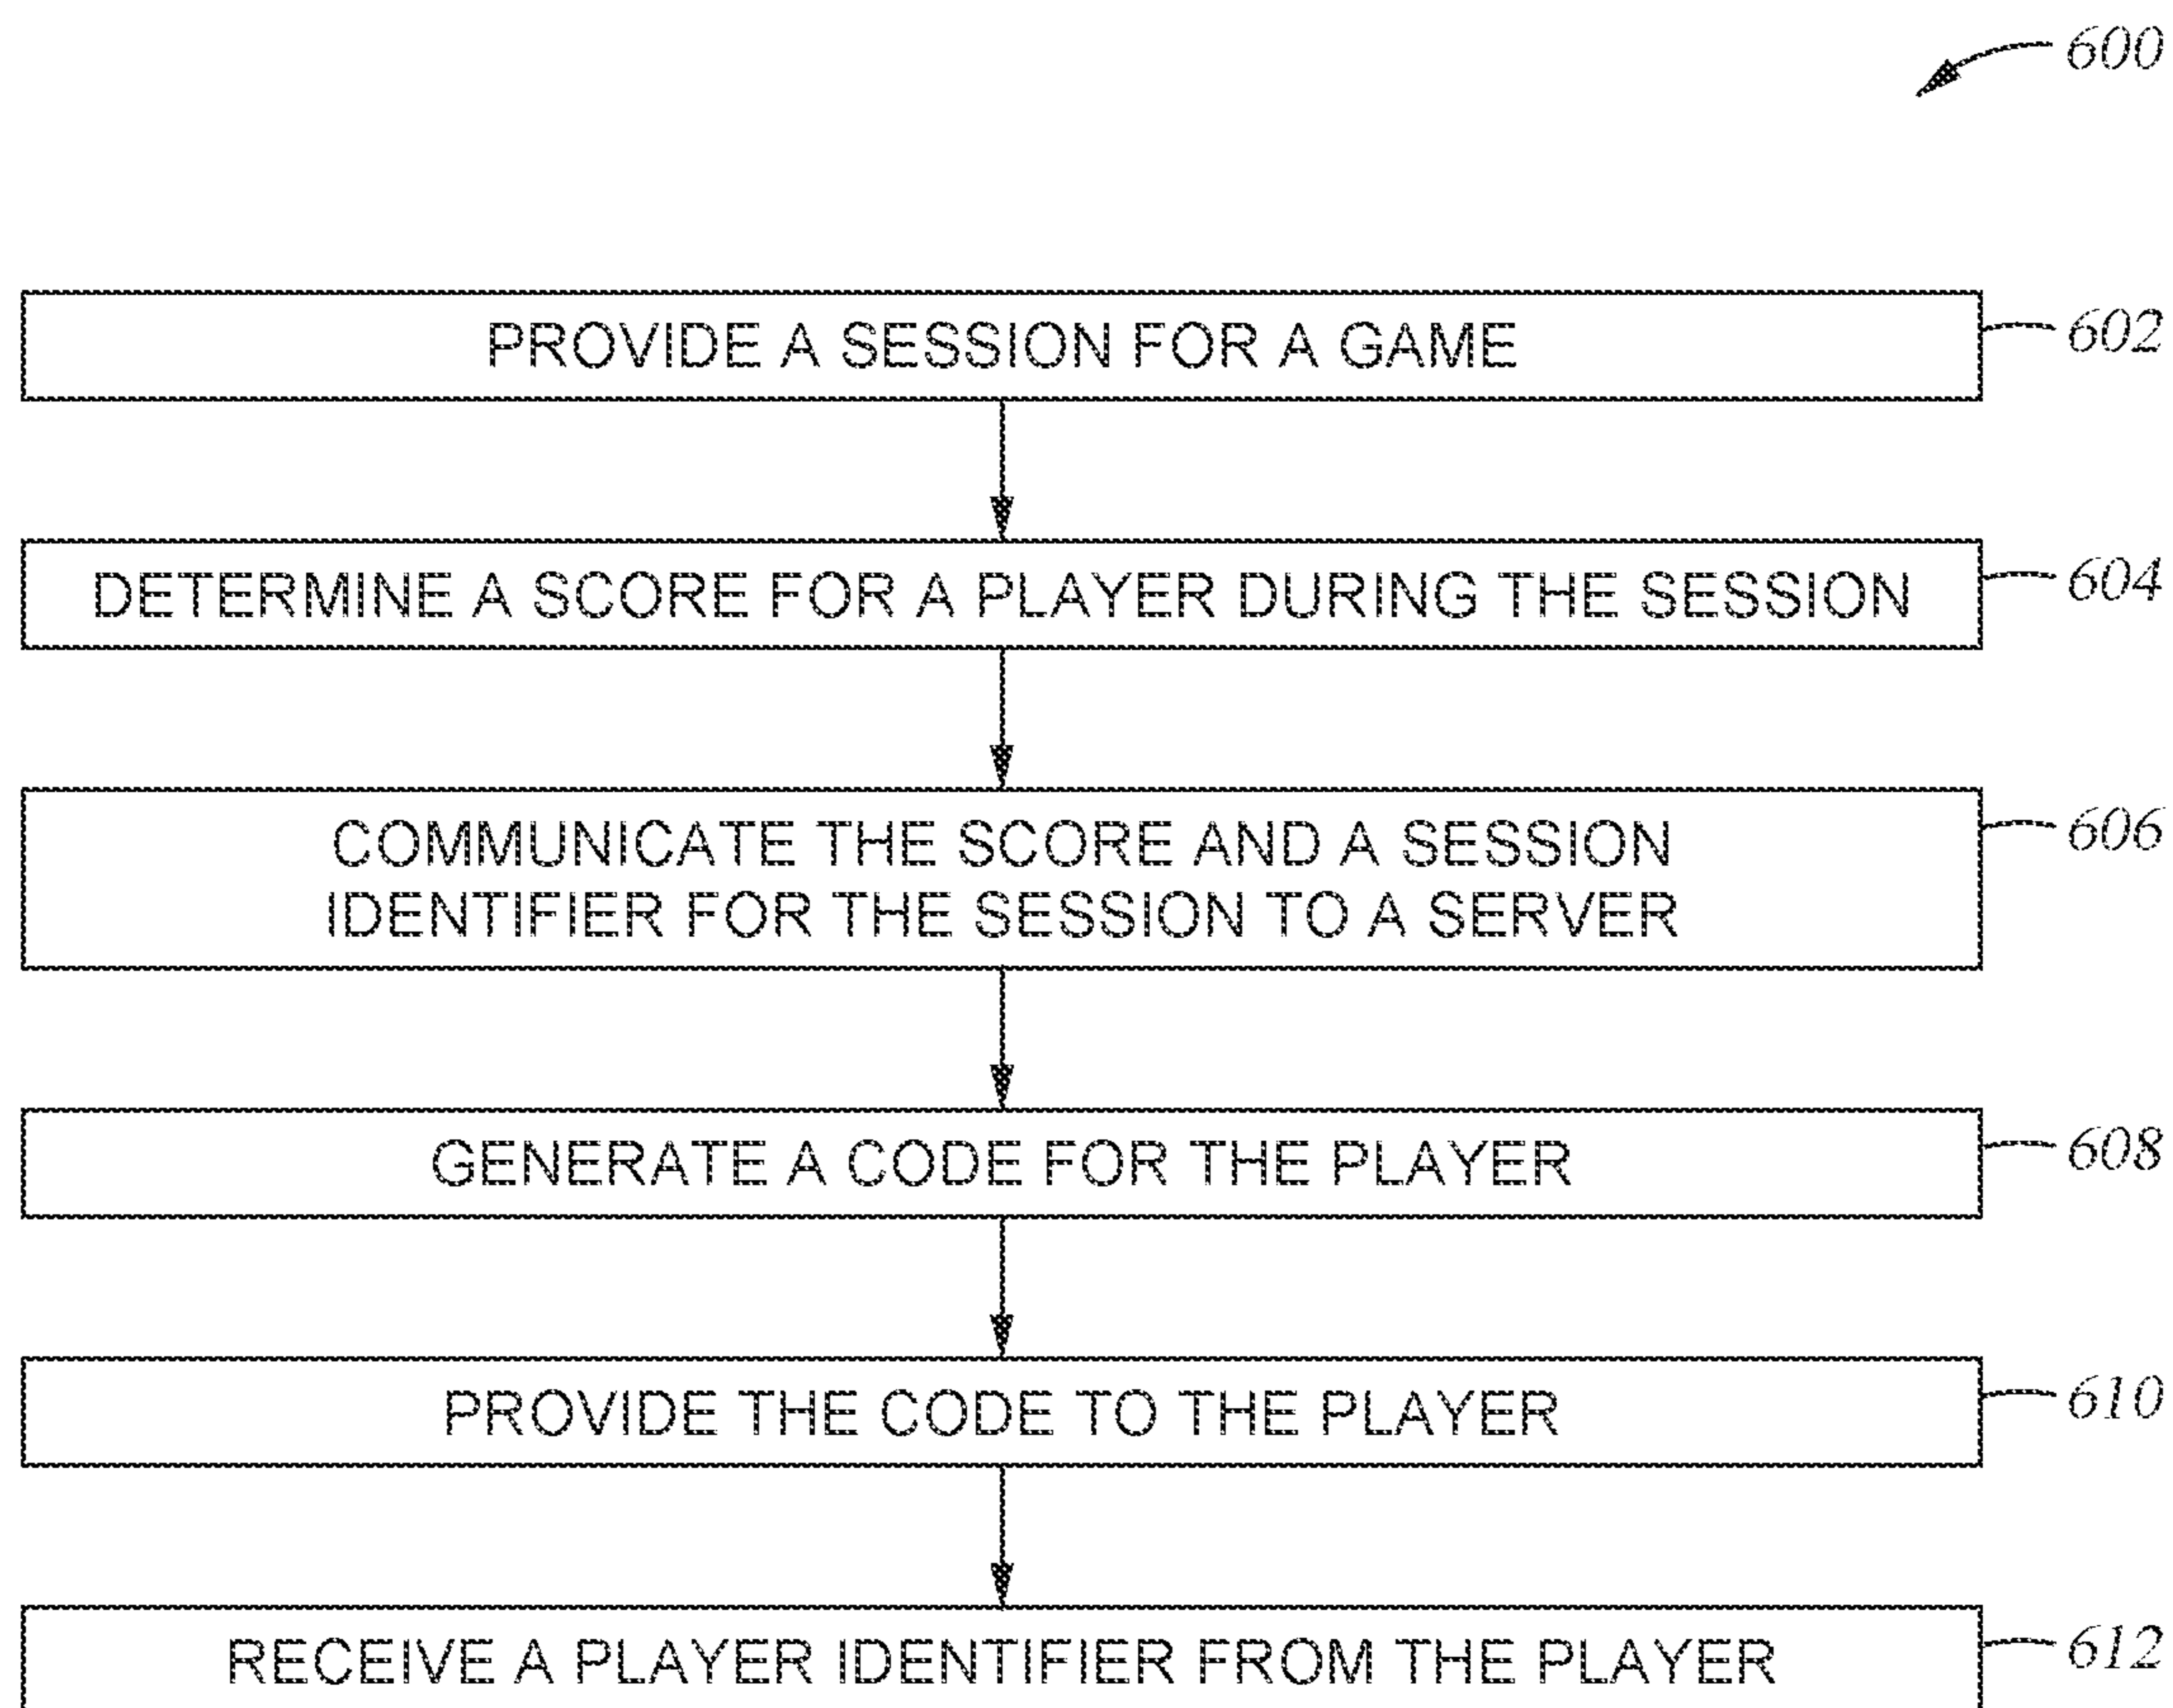 600
PROVIDE A SESSION FOR A GAME
602
DETERMINE A SCORE FOR A PLAYER DURING THE SESSION
604
COMMUNICATE THE SCORE AND A SESSION
IDENTIFIER FOR THE SESSION TO A SERVER
606
GENERATE A CODE FOR THE PLAYER
608
PROVIDE THE CODE TO THE PLAYER
610
RECEIVE A PLAYER IDENTIFIER FROM THE PLAYER
612